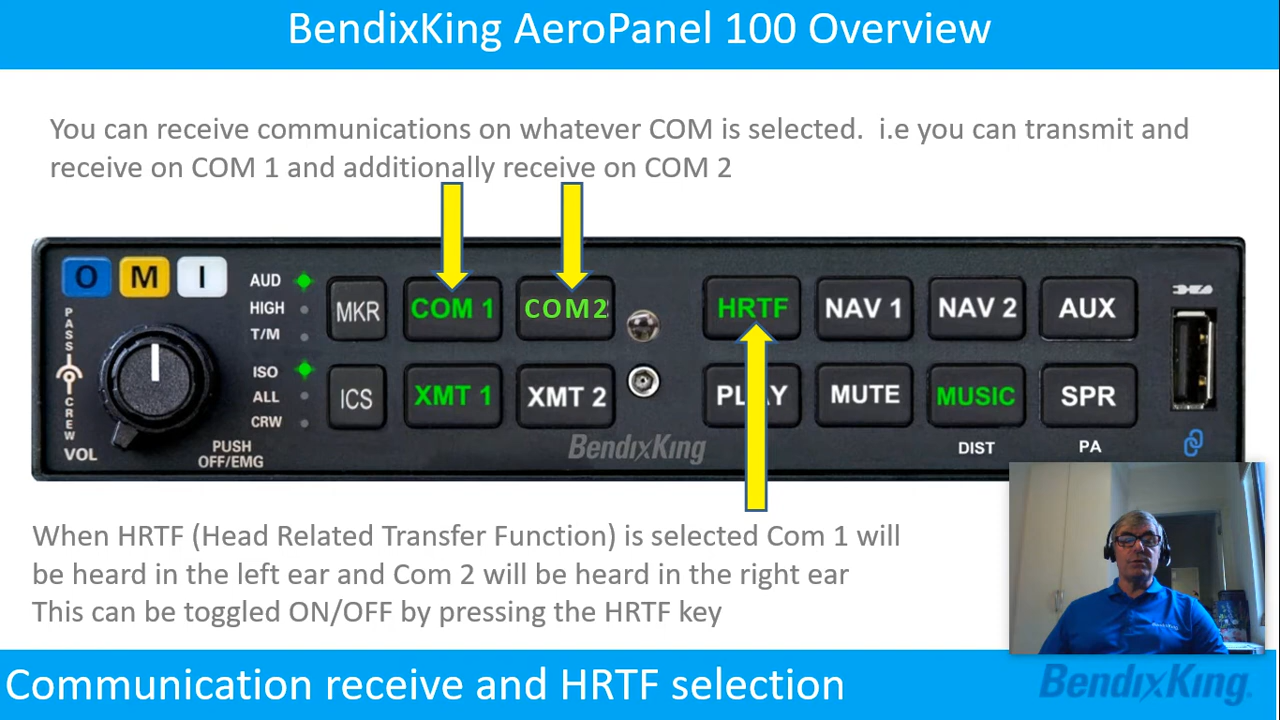 BendixKing AeroPanel 100 Overview
You can receive communications on whatever COM is selected.  i.e you can transmit and
receive on COM 1 and additionally receive on COM 2
O M I
AUD
HIGH
T/M
ISO
ALL
CRW
PASS
CREW
VOL
PUSH
OFF/EMG
MKR COM 1 COM2 HRTF NAV 1 NAV 2 AUX
ICS XMT 1 XMT 2 PLAY MUTE MUSIC SPR
BendixKing
DIST PA
When HRTF (Head Related Transfer Function) is selected Com 1 will
be heard in the left ear and Com 2 will be heard in the right ear
This can be toggled ON/OFF by pressing the HRTF key
BendixKing
Communication receive and HRTF selection
BendixKing